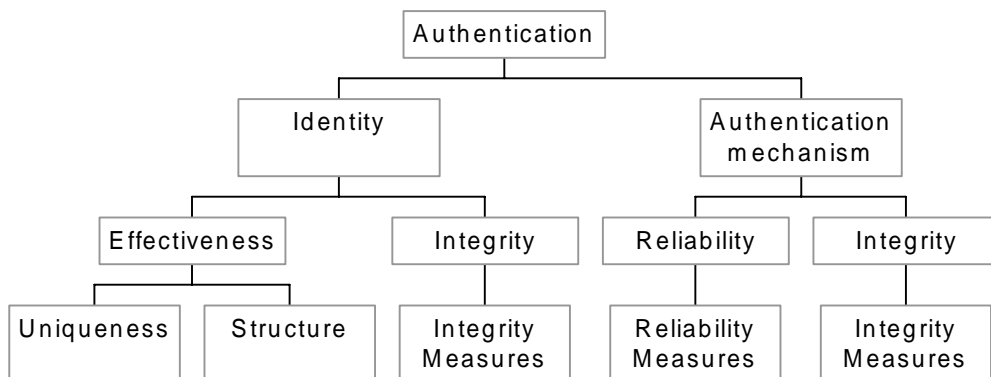 Authentication
Identity
Authentication
mechanism
Effectiveness
Integrity
Reliability
Integrity
Uniqueness
Structure
Integrity
Measures
Reliability
Measures
Integrity
Measures